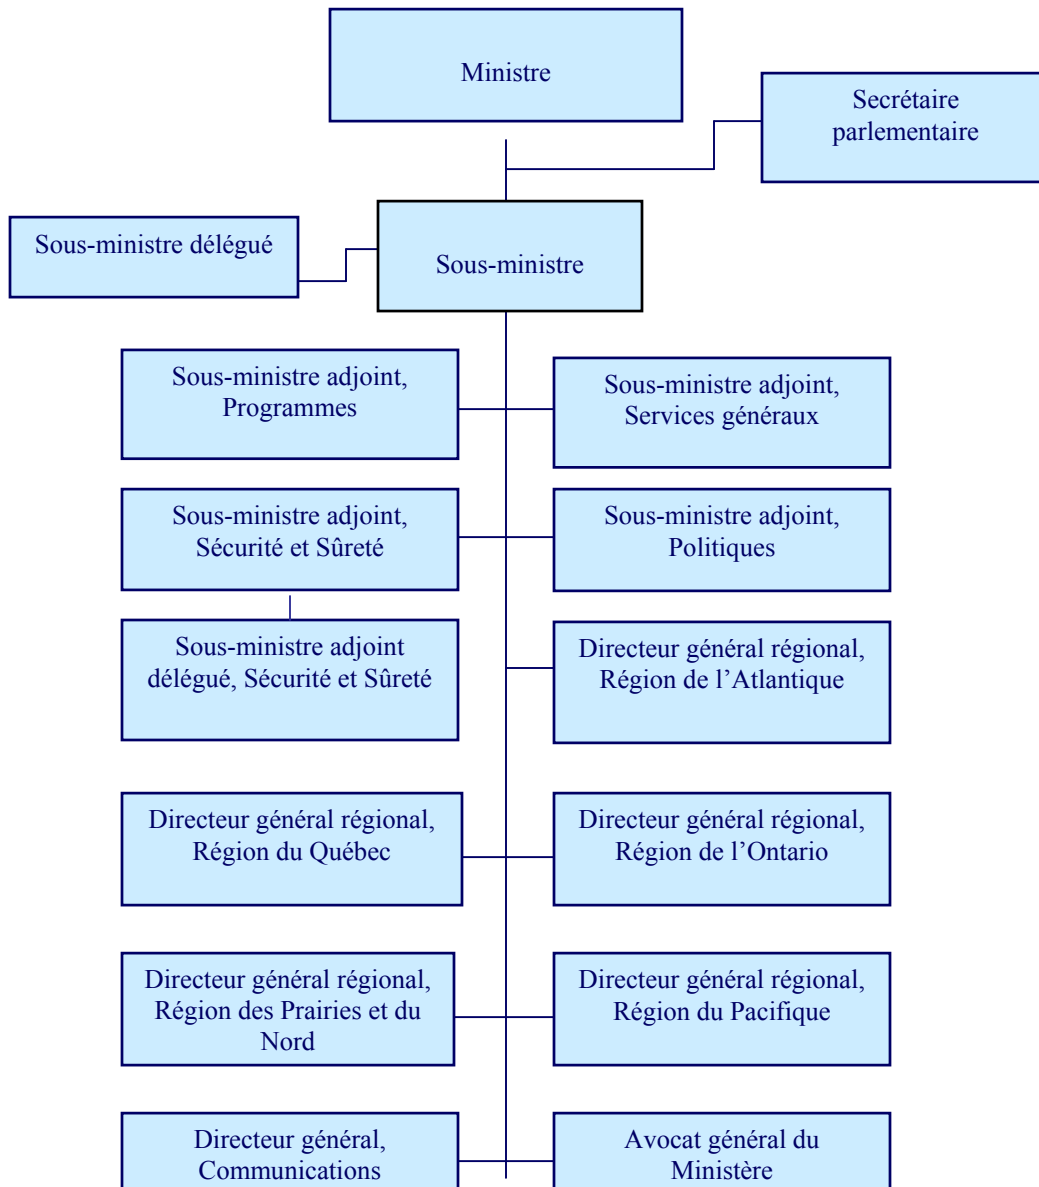 Ministre
Secrétaire
parlementaire
Sous-ministre délégué
Sous-ministre
Sous-ministre adjoint,
Programmes
Sous-ministre adjoint,
Services généraux
Sous-ministre adjoint,
Sécurité et Sûreté
Sous-ministre adjoint,
Politiques
Sous-ministre adjoint
délégué, Sécurité et Sûreté
Directeur général régional,
Région de l’Atlantique
Directeur général régional,
Région du Québec
Directeur général régional,
Région de l’Ontario
Directeur général régional,
Région des Prairies et du
Nord
Directeur général régional,
Région du Pacifique
Directeur général,
Communications
Avocat général du
Ministère